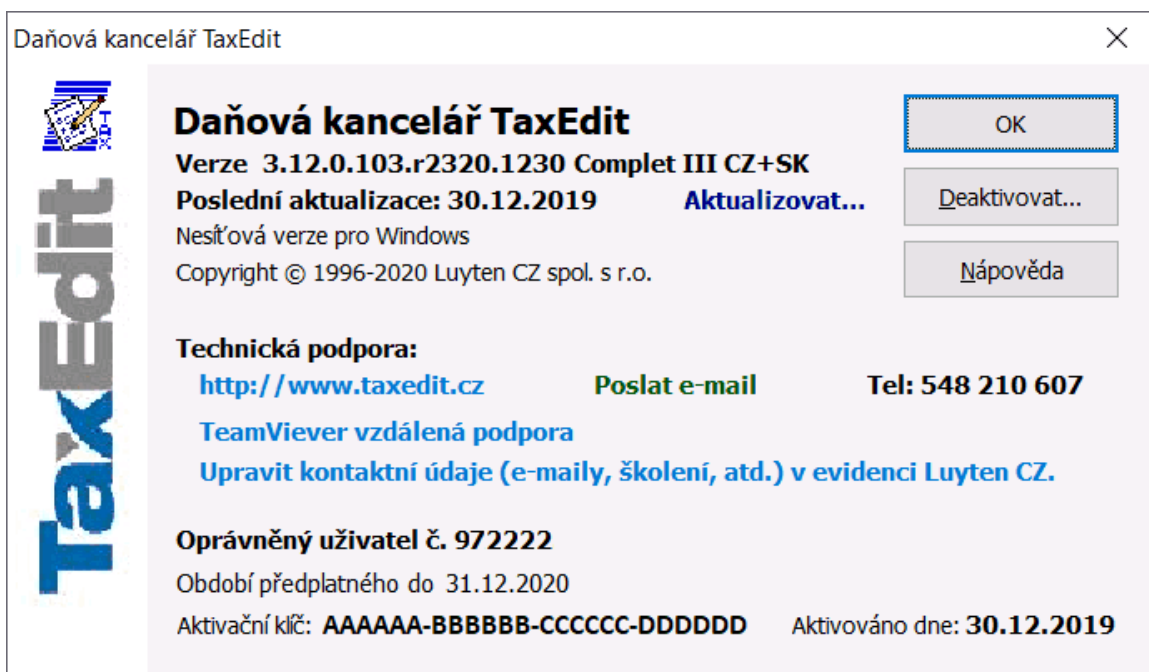 Daňová kancelář TaxEdit
TAX
TaxEdit
Daňová kancelář TaxEdit
OK
Verze 3.12.0.103.r2320.1230 Complet III CZ+SK
Poslední aktualizace: 30.12.2019 Aktualizovat...
Deaktivovat...
Nesíťová verze pro Windows
Copyright © 1996-2020 Luyten CZ spol. s r.o.
Nápověda
Technická podpora:
http://www.taxedit.cz Poslat e-mail Tel: 548 210 607
TeamViever vzdálená podpora
Upravit kontaktní údaje (e-maily, školení, atd.) v evidenci Luyten CZ.
Oprávněný uživatel č. 972222
Období předplatného do 31.12.2020
Aktivační klíč: AAAAAA-BBBBBB-CCCCCC-DDDDDD Aktivováno dne: 30.12.2019